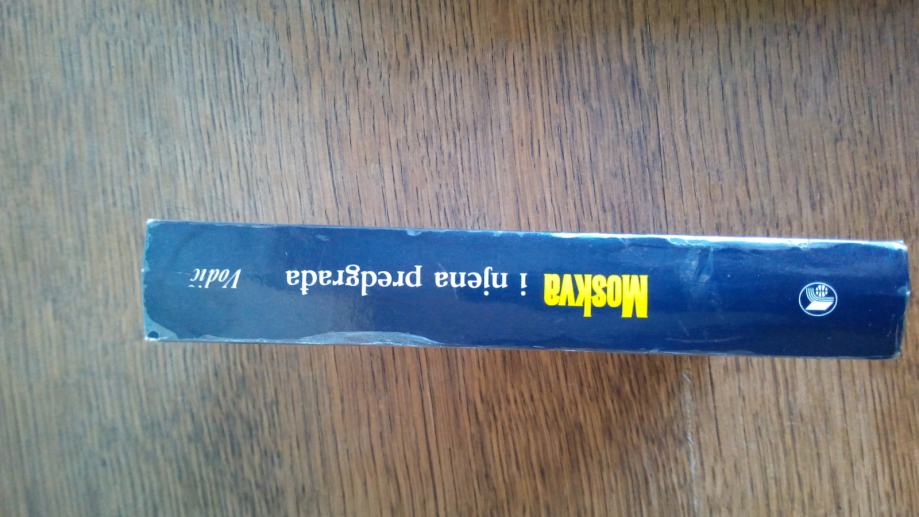 Moskva i njena predgrađa Vodič